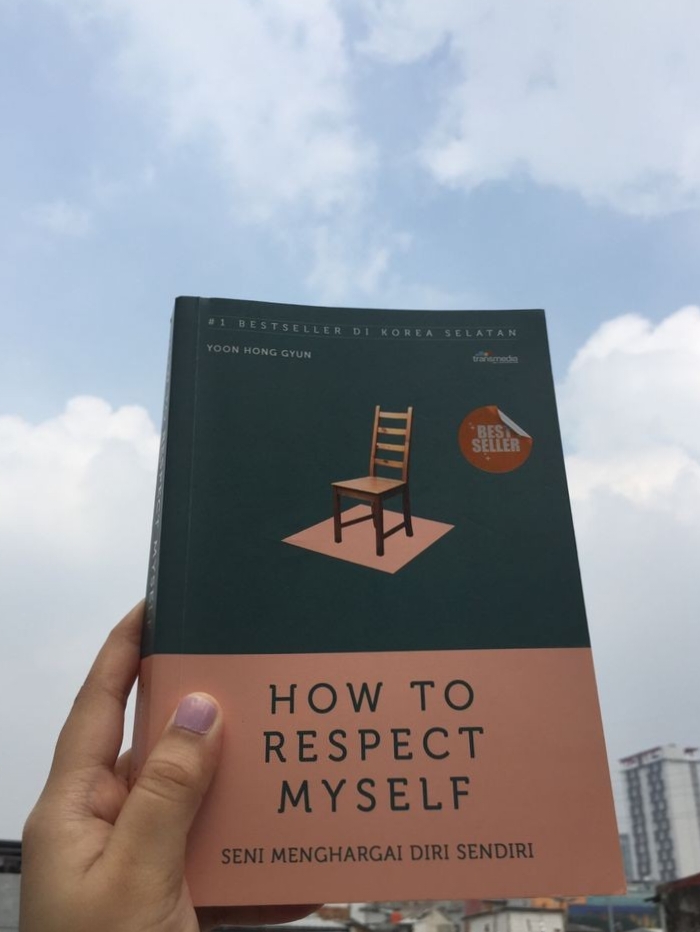 #1 BESTSELLER DI KOREA SELATAN
YOON HONG GYUN
transmedia
BEST
SELLER
HOW TO
RESPECT
MYSELF
SENI MENGHARGAI DIRI SENDIRI